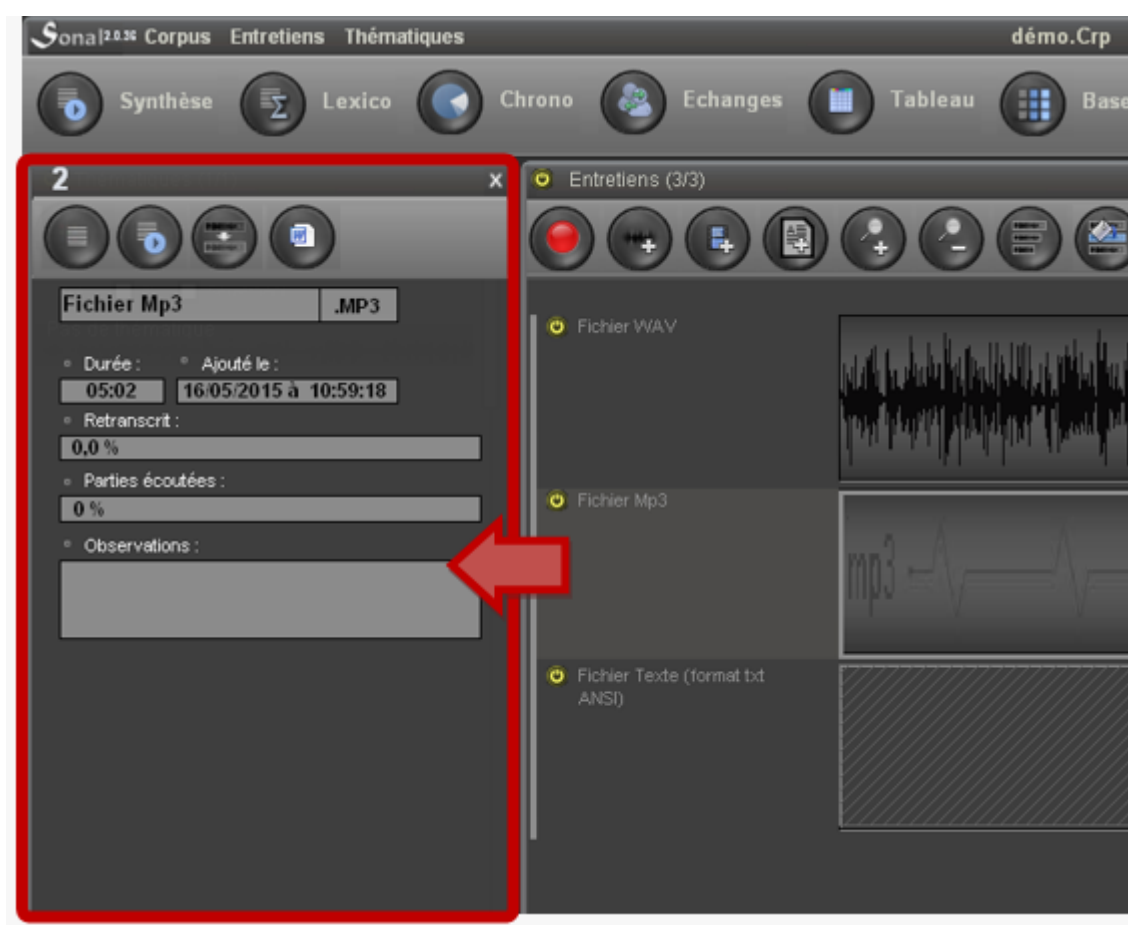 Sonal 2.0.36 Corpus Entretiens Thématiques démo.Crp
Synthèse Lexico Chrono Echanges Tableau Base
2 x
Entretiens (3/3)
Fichier Mp3 .MP3
Durée : Ajouté le :
05:02 16/05/2015 à 10:59:18
Retranscrit :
0,0 %
Parties écoutées :
0 %
Observations :
Fichier WAV
Fichier Mp3
mp3
Fichier Texte (format txt
ANSI)